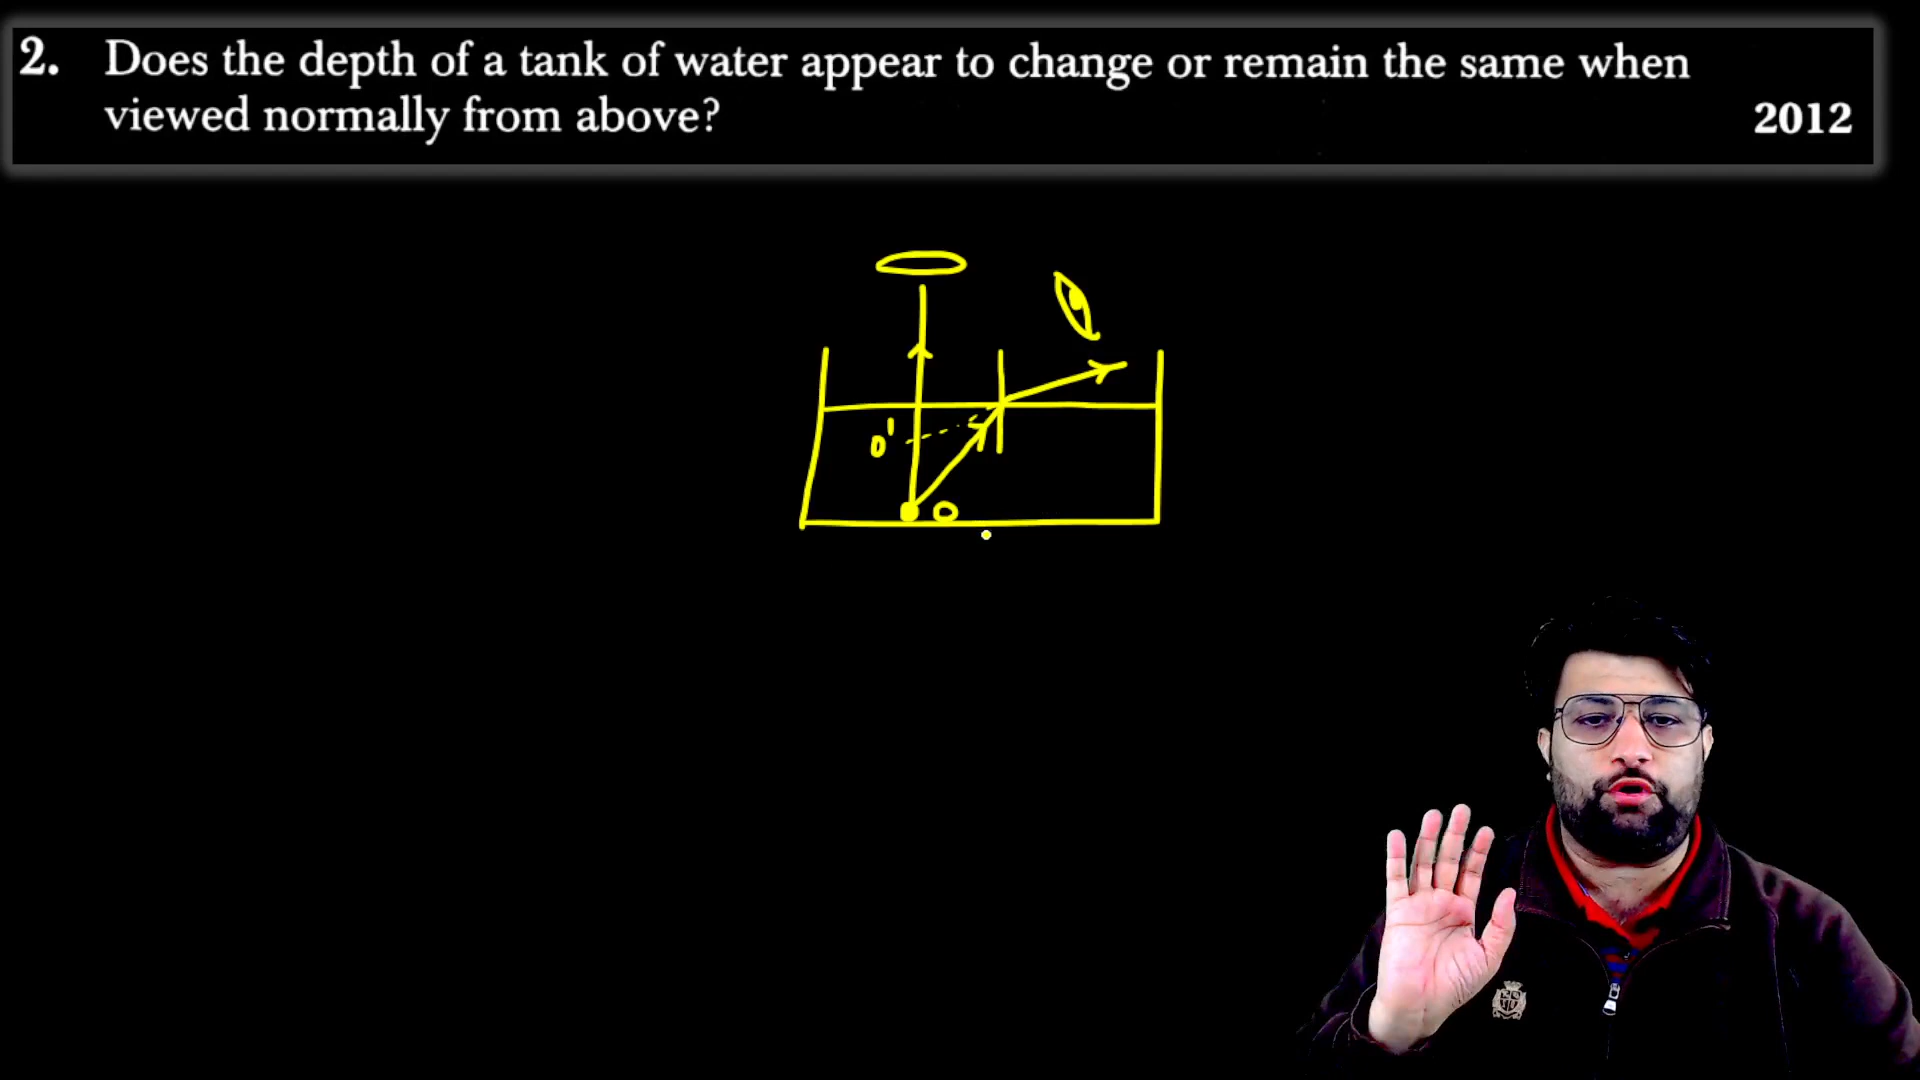 2. Does the depth of a tank of water appear to change or remain the same when
viewed normally from above? 2012
O'
O